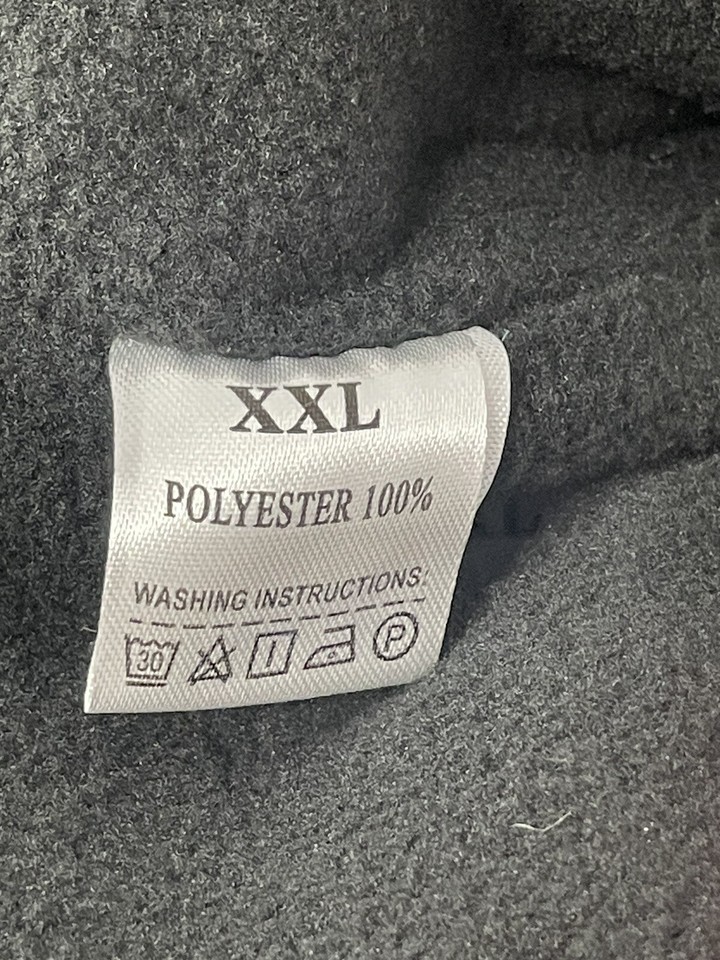 XXL
POLYESTER 100%
WASHING INSTRUCTIONS:
30 P